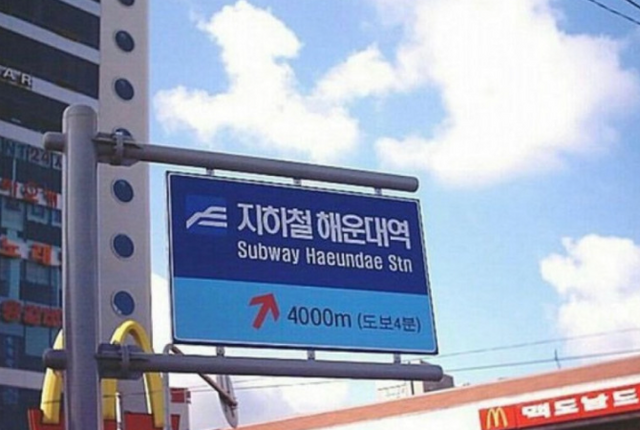 지하철 해운대역
Subway Haeundae Stn
4000m (도보4분)
맥도날드